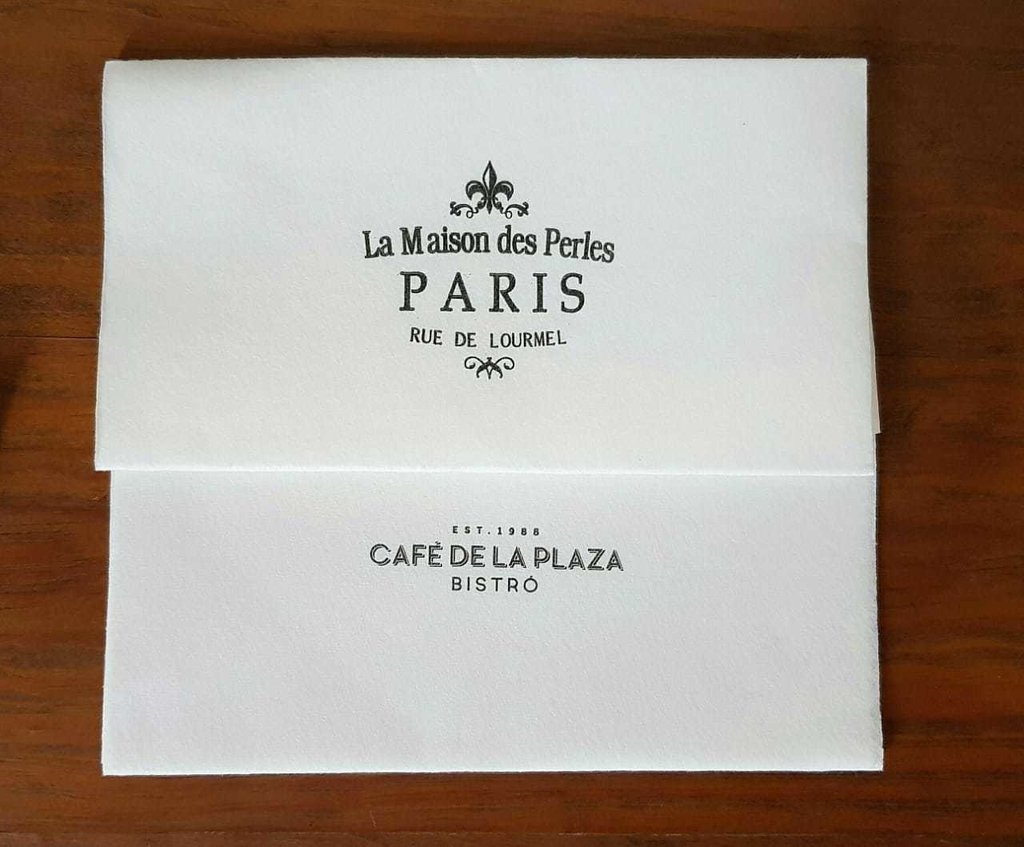 La Maison des Perles
PARIS
RUE DE LOURMEL
EST. 1988
CAFÉ DE LA PLAZA
BISTRÓ